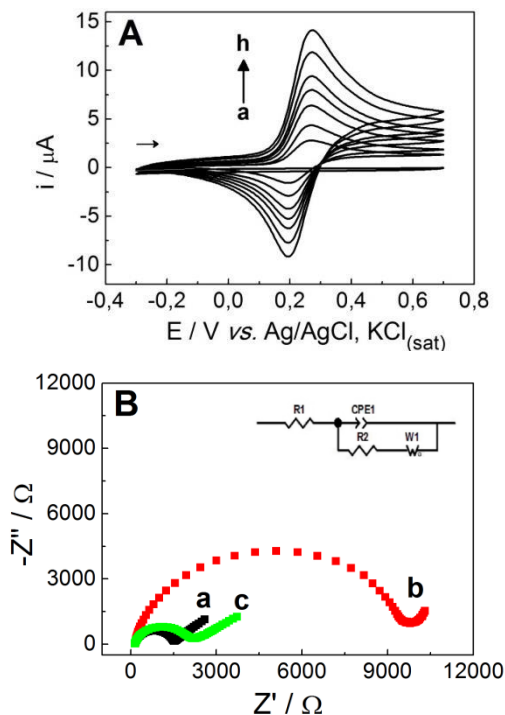 A
h
a
15
10
5
0
-5
-10
i / μA
-0,4 -0,2 0,0 0,2 0,4 0,6 0,8
E / V vs. Ag/AgCl, KCl(sat)
B
12000
9000
6000
3000
0
-Z'' / Ω
R1 CPE1
R2 W1
a c b
0 3000 6000 9000 12000
Z' / Ω